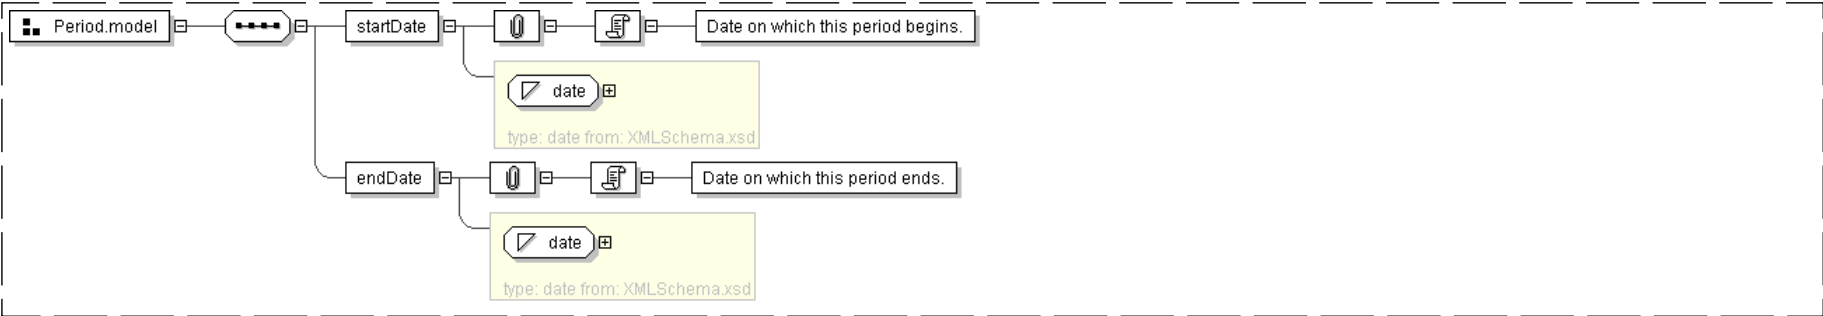 Period.model
startDate
Date on which this period begins.
date
type: date from: XMLSchema.xsd
endDate
Date on which this period ends.
date
type: date from: XMLSchema.xsd